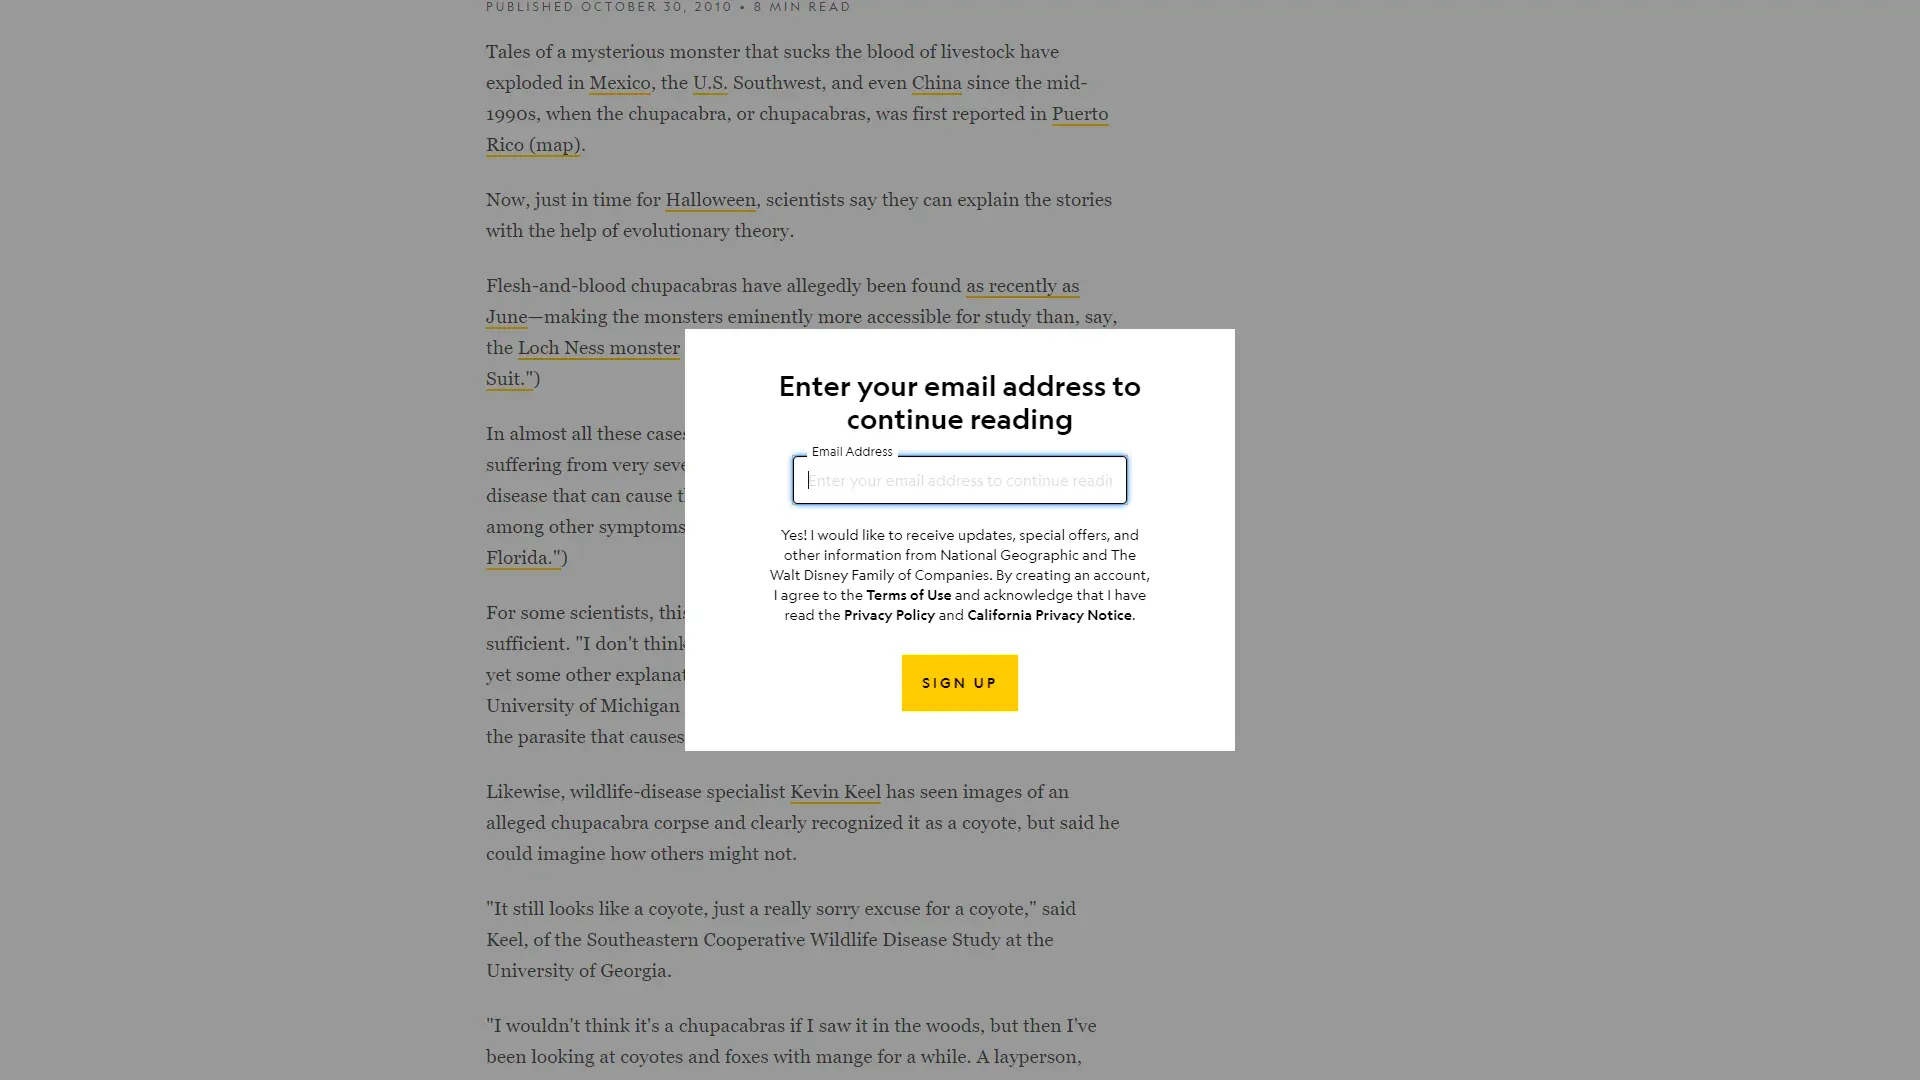 PUBLISHED OCTOBER 30, 2010 • 8 MIN READ
Tales of a mysterious monster that sucks the blood of livestock have
exploded in Mexico, the U.S. Southwest, and even China since the mid-
1990s, when the chupacabra, or chupacabras, was first reported in Puerto
Rico (map).
Now, just in time for Halloween, scientists say they can explain the stories
with the help of evolutionary theory.
Flesh-and-blood chupacabras have allegedly been found as recently as
June—making the monsters eminently more accessible for study than, say,
the Loch Ness monster
Suit.")
In almost all these cases
suffering from very seve
disease that can cause t
among other symptoms
Florida.")
For some scientists, this
sufficient. "I don't think
yet some other explanat
University of Michigan
the parasite that causes
Likewise, wildlife-disease specialist Kevin Keel has seen images of an
alleged chupacabra corpse and clearly recognized it as a coyote, but said he
could imagine how others might not.
"It still looks like a coyote, just a really sorry excuse for a coyote," said
Keel, of the Southeastern Cooperative Wildlife Disease Study at the
University of Georgia.
"I wouldn't think it's a chupacabras if I saw it in the woods, but then I've
been looking at coyotes and foxes with mange for a while. A layperson,
Enter your email address to
continue reading
Email Address
Enter your email address to continue readin
Yes! I would like to receive updates, special offers, and
other information from National Geographic and The
Walt Disney Family of Companies. By creating an account,
I agree to the Terms of Use and acknowledge that I have
read the Privacy Policy and California Privacy Notice.
SIGN UP